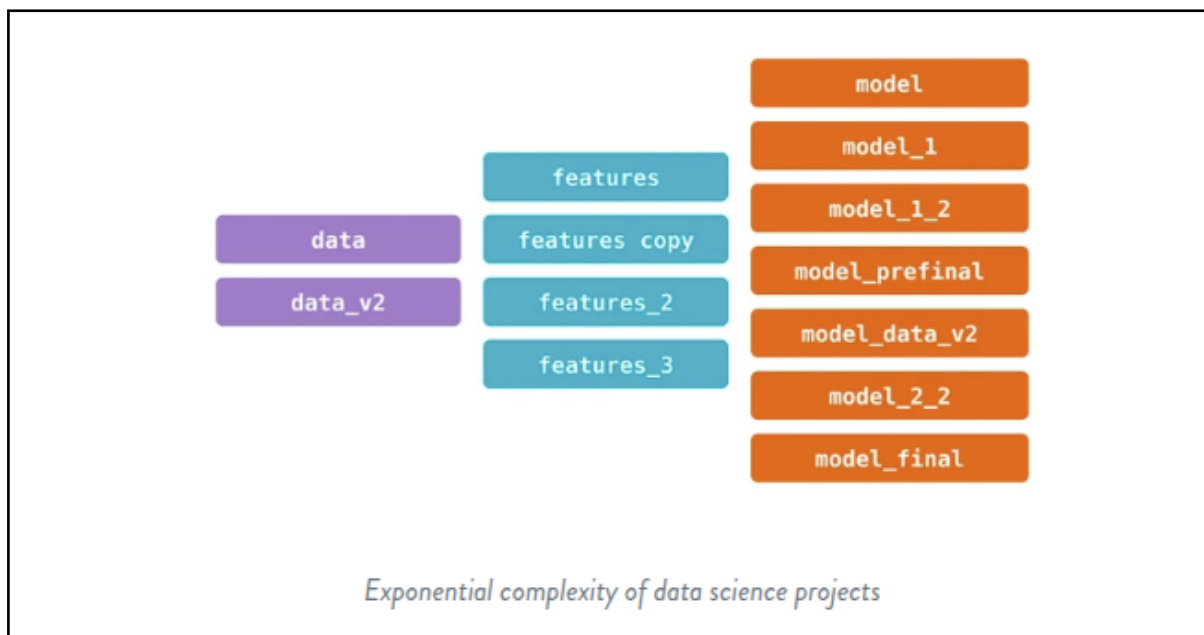 data
data_v2
features
features copy
features_2
features_3
model
model_1
model_1_2
model_prefinal
model_data_v2
model_2_2
model_final
Exponential complexity of data science projects